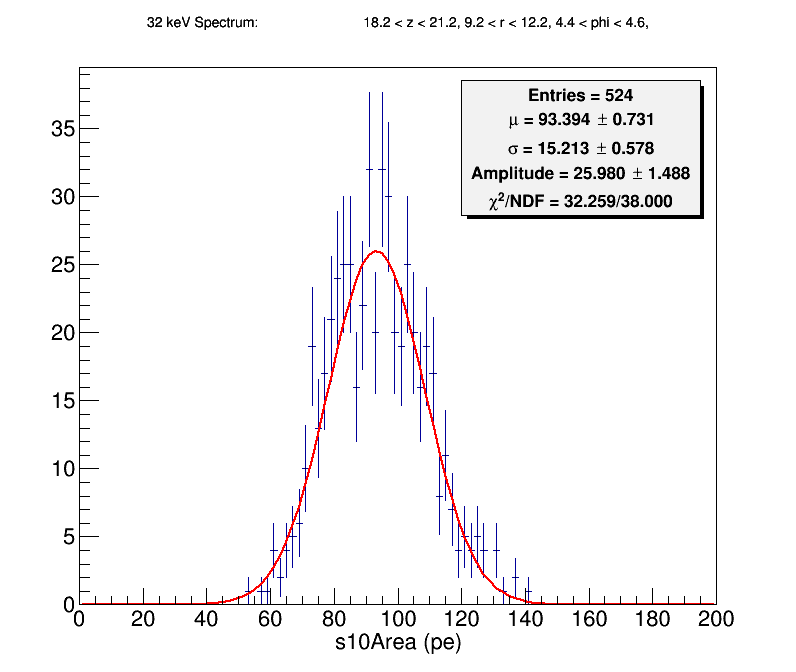 32 keV Spectrum: 18.2 < z < 21.2, 9.2 < r < 12.2, 4.4 < phi < 4.6,
Entries = 524
μ = 93.394 ± 0.731
σ = 15.213 ± 0.578
Amplitude = 25.980 ± 1.488
χ²/NDF = 32.259/38.000
35
30
25
20
15
10
5
0
0 20 40 60 80 100 120 140 160 180 200
s10Area (pe)